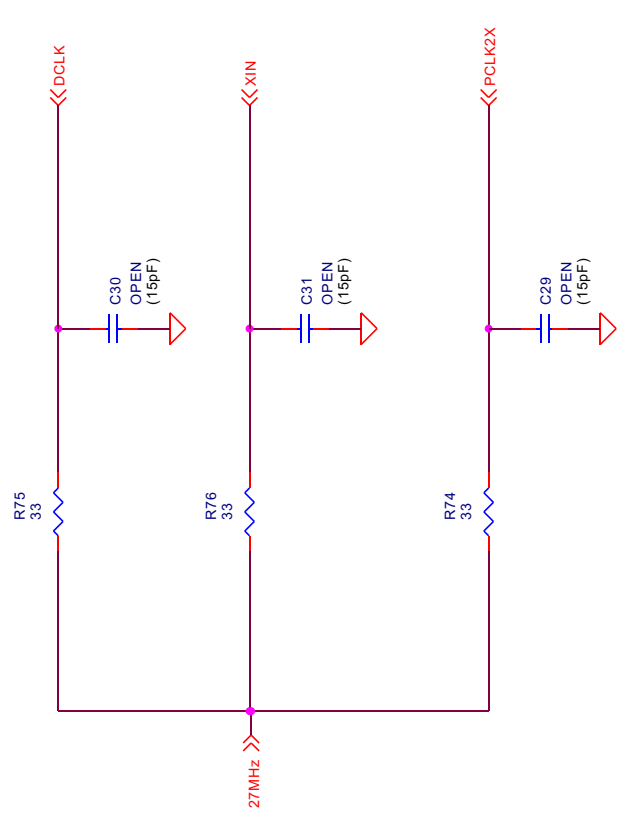 DCLK
XIN
PCLK2X
C30
OPEN
(15pF)
C31
OPEN
(15pF)
C29
OPEN
(15pF)
R75
33
R76
33
R74
33
27MHz